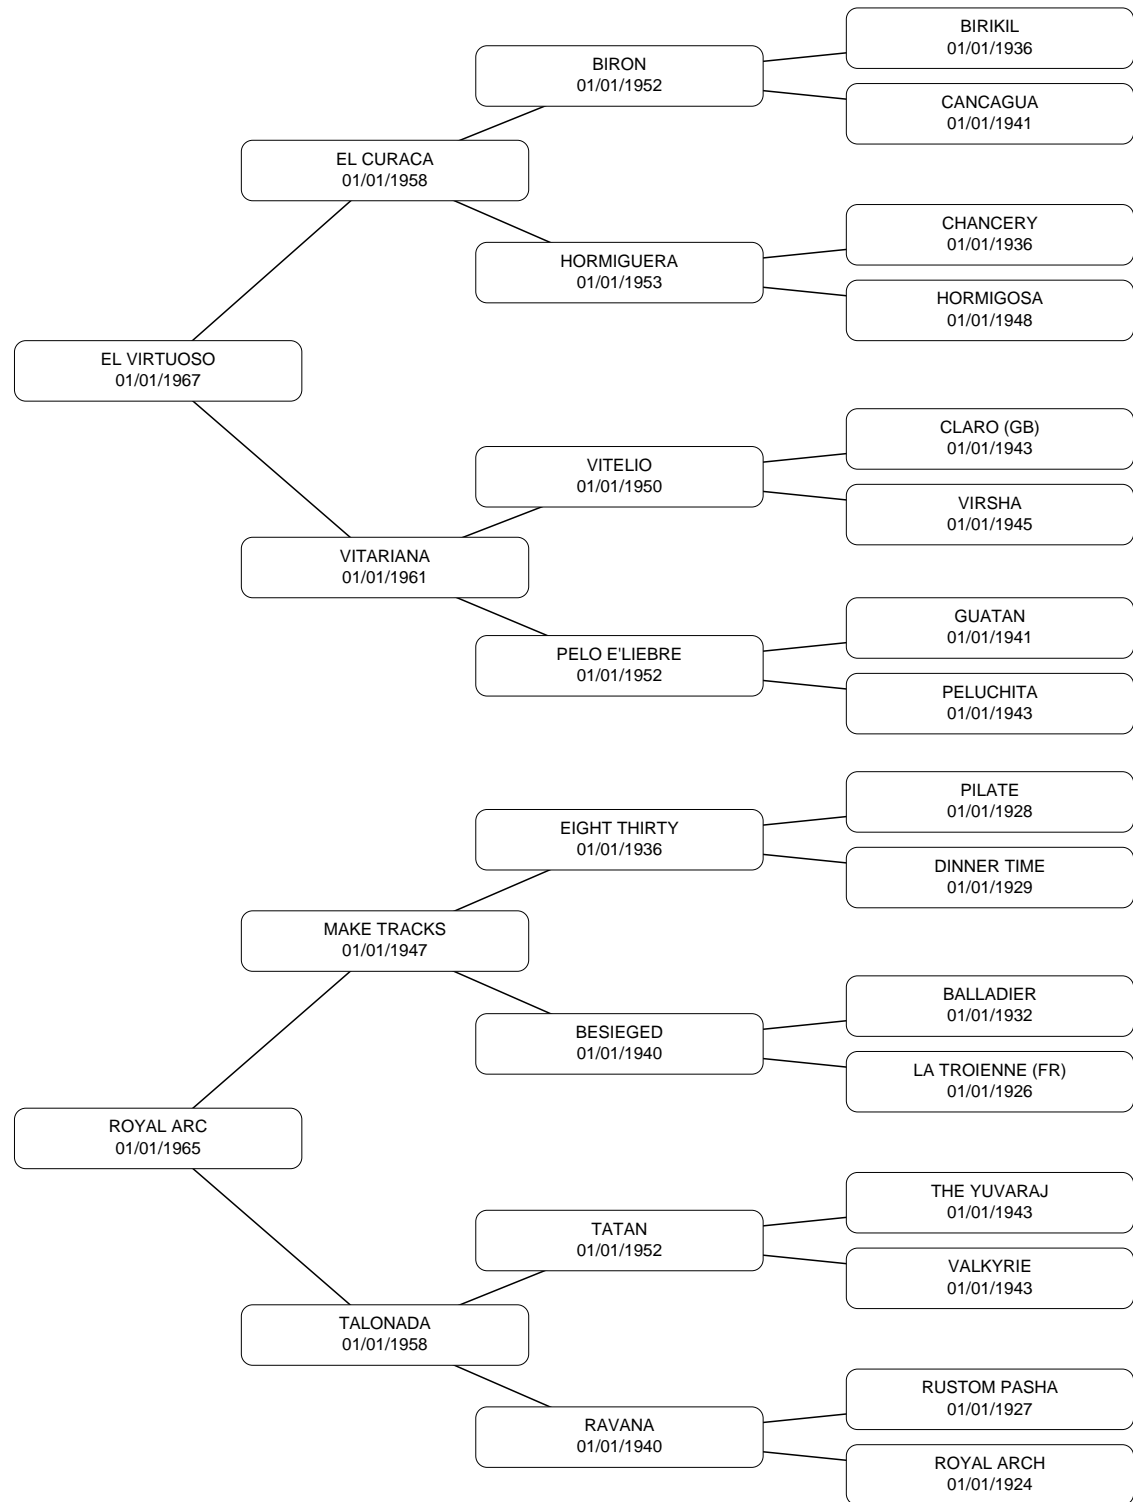 BIRIKIL
01/01/1936
BIRON
01/01/1952
CANCAGUA
01/01/1941
EL CURACA
01/01/1958
CHANCERY
01/01/1936
HORMIGUERA
01/01/1953
HORMIGOSA
01/01/1948
EL VIRTUOSO
01/01/1967
CLARO (GB)
01/01/1943
VITELIO
01/01/1950
VIRSHA
01/01/1945
VITARIANA
01/01/1961
GUATAN
01/01/1941
PELO E'LIEBRE
01/01/1952
PELUCHITA
01/01/1943
PILATE
01/01/1928
EIGHT THIRTY
01/01/1936
DINNER TIME
01/01/1929
MAKE TRACKS
01/01/1947
BALLADIER
01/01/1932
BESIEGED
01/01/1940
LA TROIENNE (FR)
01/01/1926
ROYAL ARC
01/01/1965
THE YUVARAJ
01/01/1943
TATAN
01/01/1952
VALKYRIE
01/01/1943
TALONADA
01/01/1958
RUSTOM PASHA
01/01/1927
RAVANA
01/01/1940
ROYAL ARCH
01/01/1924